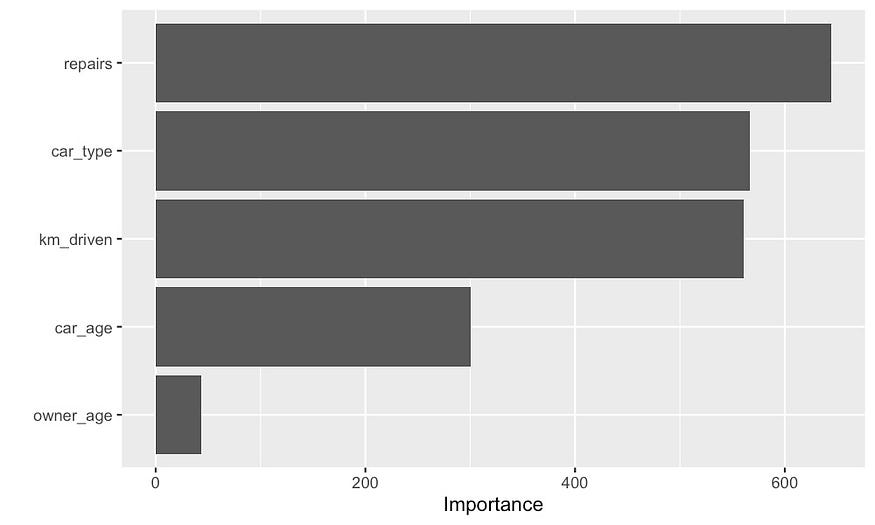 repairs
car_type
km_driven
car_age
owner_age
0
200
400
600
Importance